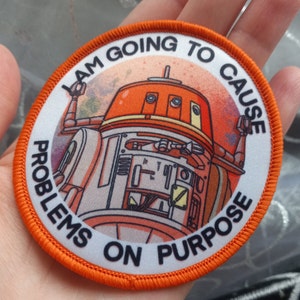 I AM GOING TO CAUSE
PROBLEMS ON PURPOSE